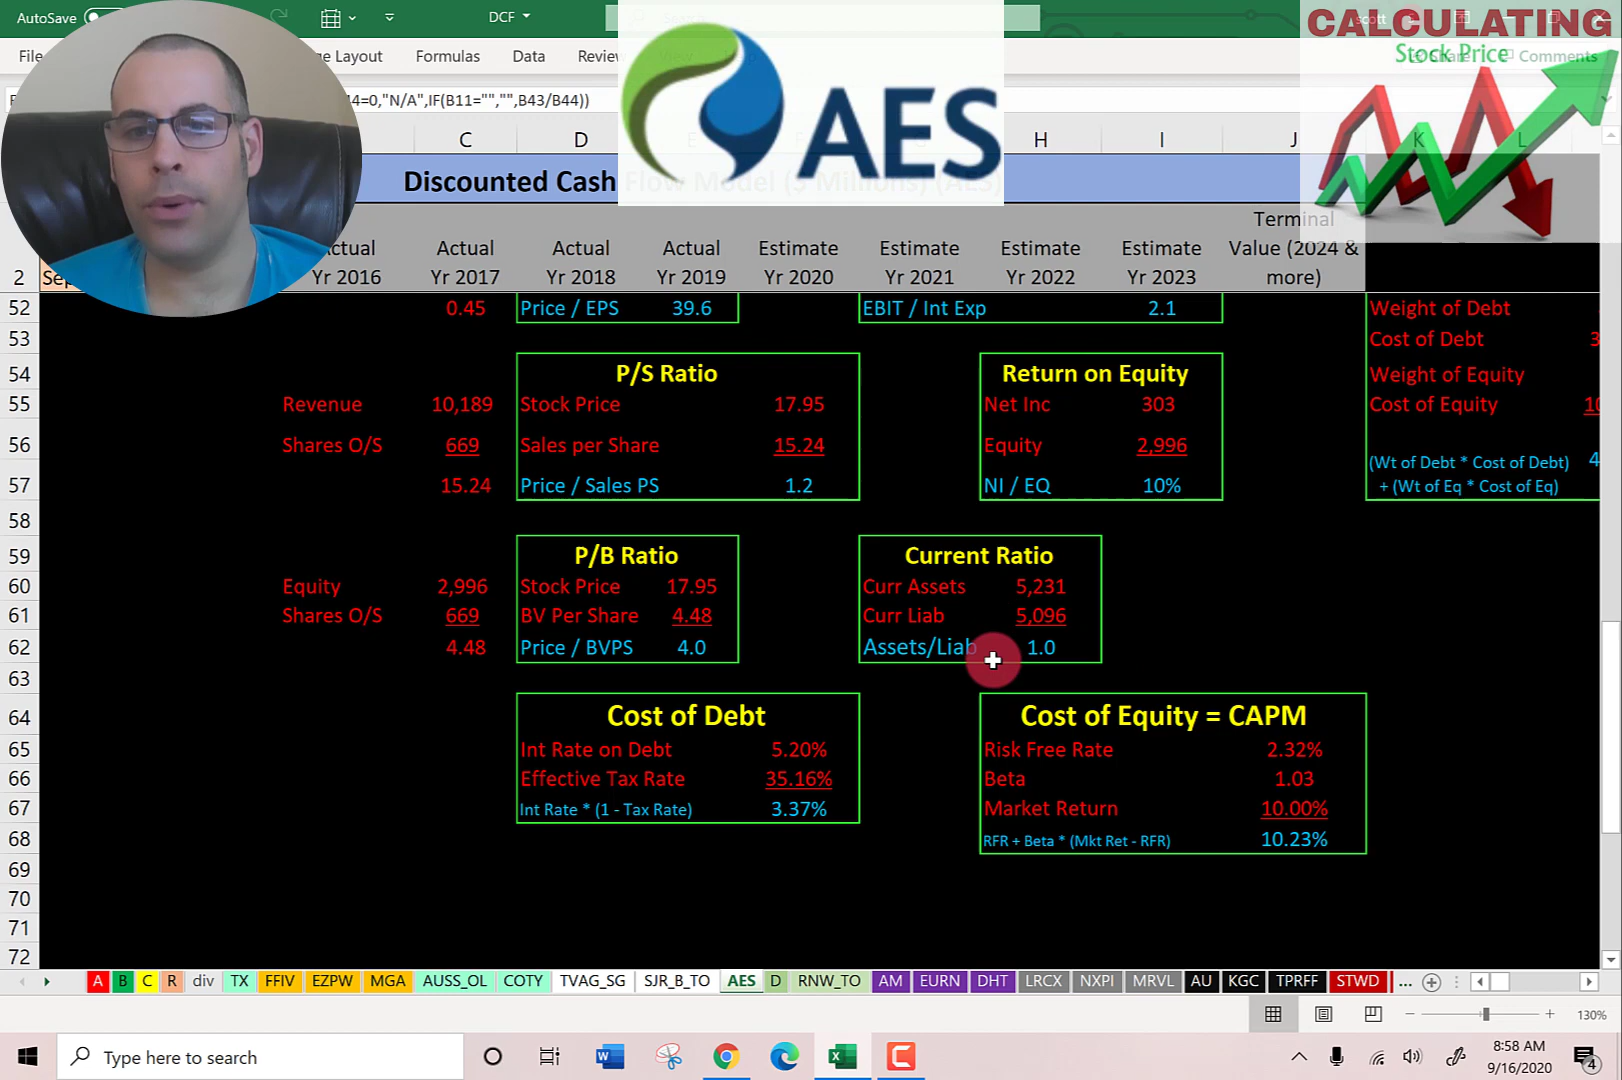 AutoSave
DCF
scott
CALCULATING
Stock Price
Share
Comments
File
Page Layout
Formulas
Data
Review
AES
44=0,"N/A",IF(B11="","",B43/B44))
C D H I J K L
Discounted Cash Flow Model ($ Millions) (AES)
Actual Actual Actual Actual Estimate Estimate Estimate Estimate Terminal Value (2024 & more)
2 Sep Yr 2016 Yr 2017 Yr 2018 Yr 2019 Yr 2020 Yr 2021 Yr 2022 Yr 2023
52 0.45 Price / EPS 39.6 EBIT / Int Exp 2.1 Weight of Debt
53 Cost of Debt 3
54 P/S Ratio Return on Equity Weight of Equity
55 Revenue 10,189 Stock Price 17.95 Net Inc 303 Cost of Equity 10
56 Shares O/S 669 Sales per Share 15.24 Equity 2,996 (Wt of Debt * Cost of Debt) 4
57 15.24 Price / Sales PS 1.2 NI / EQ 10% + (Wt of Eq * Cost of Eq)
58
59 P/B Ratio Current Ratio
60 Equity 2,996 Stock Price 17.95 Curr Assets 5,231
61 Shares O/S 669 BV Per Share 4.48 Curr Liab 5,096
62 4.48 Price / BVPS 4.0 Assets/Liab 1.0
63
64 Cost of Debt Cost of Equity = CAPM
65 Int Rate on Debt 5.20% Risk Free Rate 2.32%
66 Effective Tax Rate 35.16% Beta 1.03
67 Int Rate * (1 - Tax Rate) 3.37% Market Return 10.00%
68 RFR + Beta * (Mkt Ret - RFR) 10.23%
69
70
71
72
A B C R div TX FFIV EZPW MGA AUSS_OL COTY TVAG_SG SJR_B_TO AES D RNW_TO AM EURN DHT LRCX NXPI MRVL AU KGC TPRFF STWD ...
130%
Type here to search
8:58 AM
9/16/2020
4